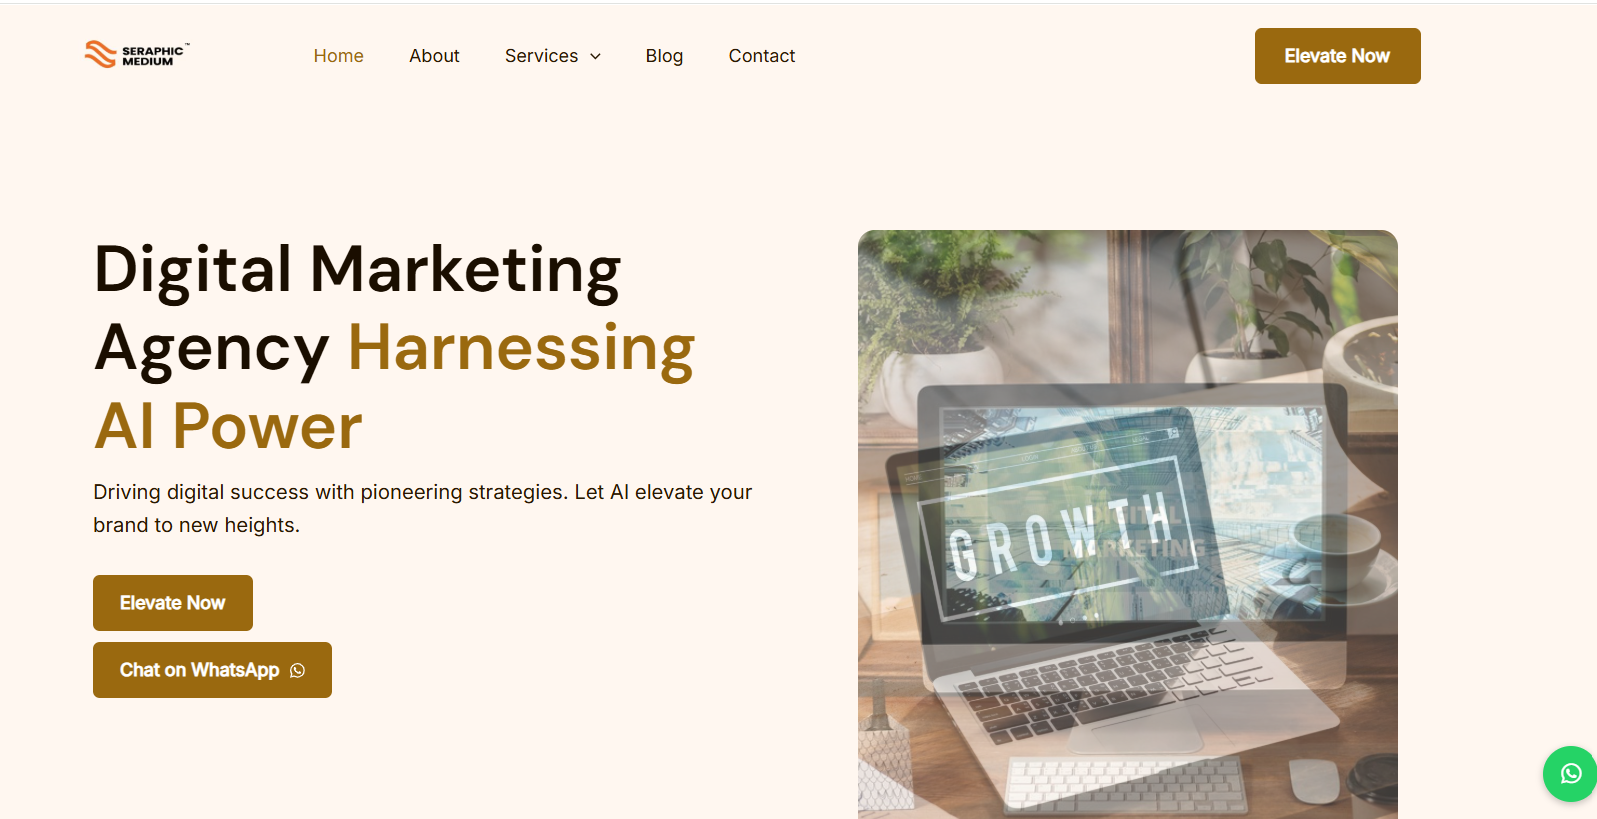 SERAPHIC™
MEDIUM
Home
About
Services
Blog
Contact
Elevate Now
Digital Marketing
Agency Harnessing
AI Power
Driving digital success with pioneering strategies. Let AI elevate your
brand to new heights.
Elevate Now
Chat on WhatsApp
GROWTH
DIGITAL
MARKETING